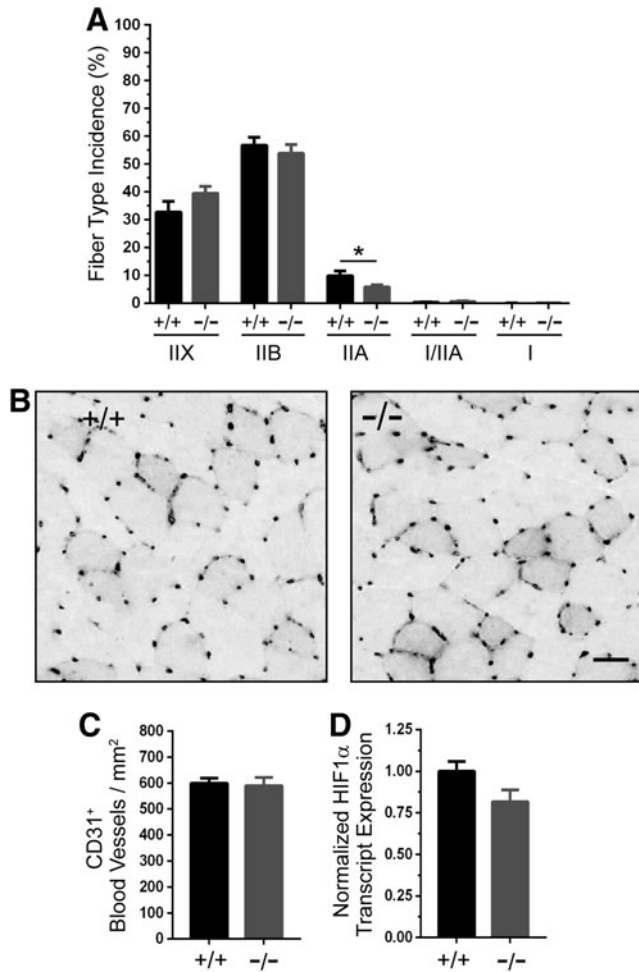 A
Fiber Type Incidence (%)
100
90
80
70
60
50
40
30
20
10
0
*
+/+ −/− +/+ −/− +/+ −/− +/+ −/− +/+ −/−
IIX IIB IIA I/IIA I
B
+/+
−/−
C
CD31⁺
Blood Vessels / mm²
800
700
600
500
400
300
200
100
0
+/+ −/−
D
Normalized HIF1α
Transcript Expression
1.25
1.00
0.75
0.50
0.25
0.00
+/+ −/−